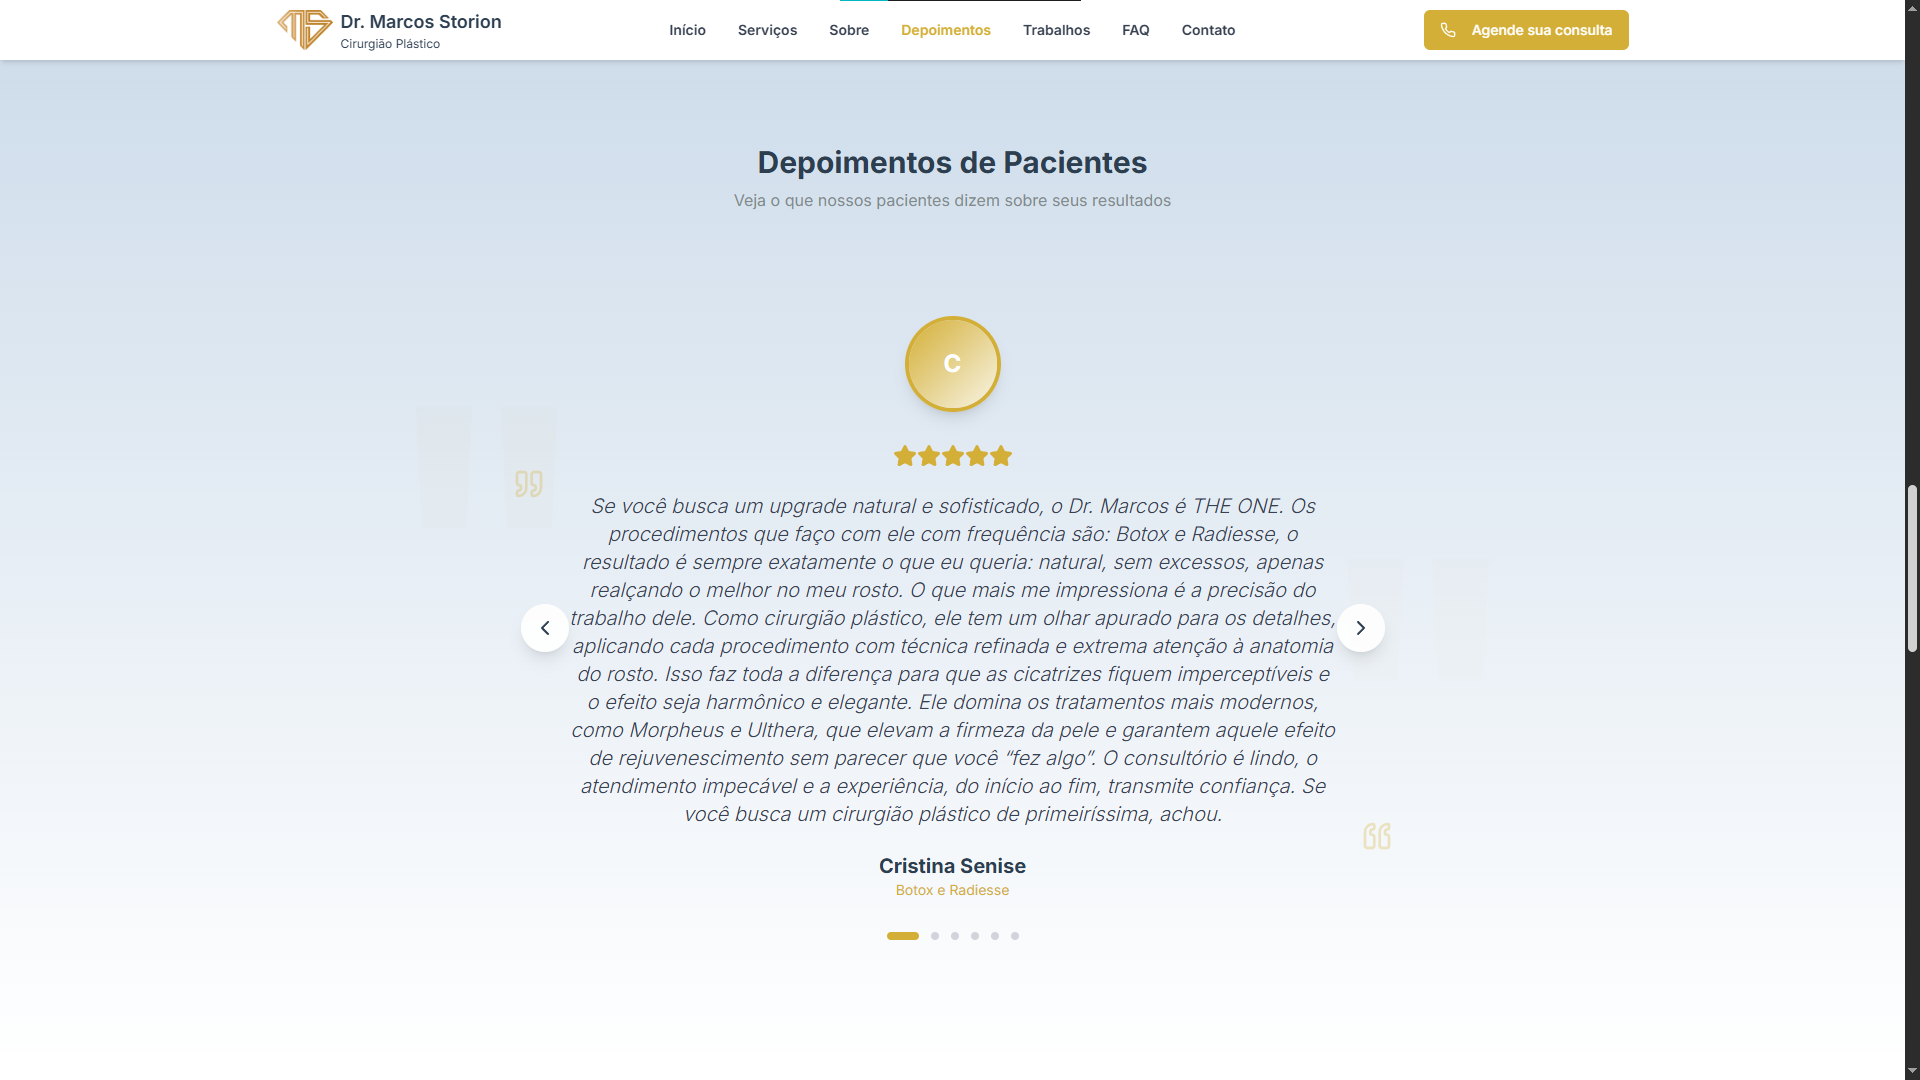 Dr. Marcos Storion
Cirurgião Plástico
Início
Serviços
Sobre
Depoimentos
Trabalhos
FAQ
Contato
Agende sua consulta
Depoimentos de Pacientes
Veja o que nossos pacientes dizem sobre seus resultados
C
Se você busca um upgrade natural e sofisticado, o Dr. Marcos é THE ONE. Os
procedimentos que faço com ele com frequência são: Botox e Radiesse, o
resultado é sempre exatamente o que eu queria: natural, sem excessos, apenas
realçando o melhor no meu rosto. O que mais me impressiona é a precisão do
trabalho dele. Como cirurgião plástico, ele tem um olhar apurado para os detalhes,
aplicando cada procedimento com técnica refinada e extrema atenção à anatomia
do rosto. Isso faz toda a diferença para que as cicatrizes fiquem imperceptíveis e
o efeito seja harmônico e elegante. Ele domina os tratamentos mais modernos,
como Morpheus e Ulthera, que elevam a firmeza da pele e garantem aquele efeito
de rejuvenescimento sem parecer que você “fez algo”. O consultório é lindo, o
atendimento impecável e a experiência, do início ao fim, transmite confiança. Se
você busca um cirurgião plástico de primeiríssima, achou.
Cristina Senise
Botox e Radiesse